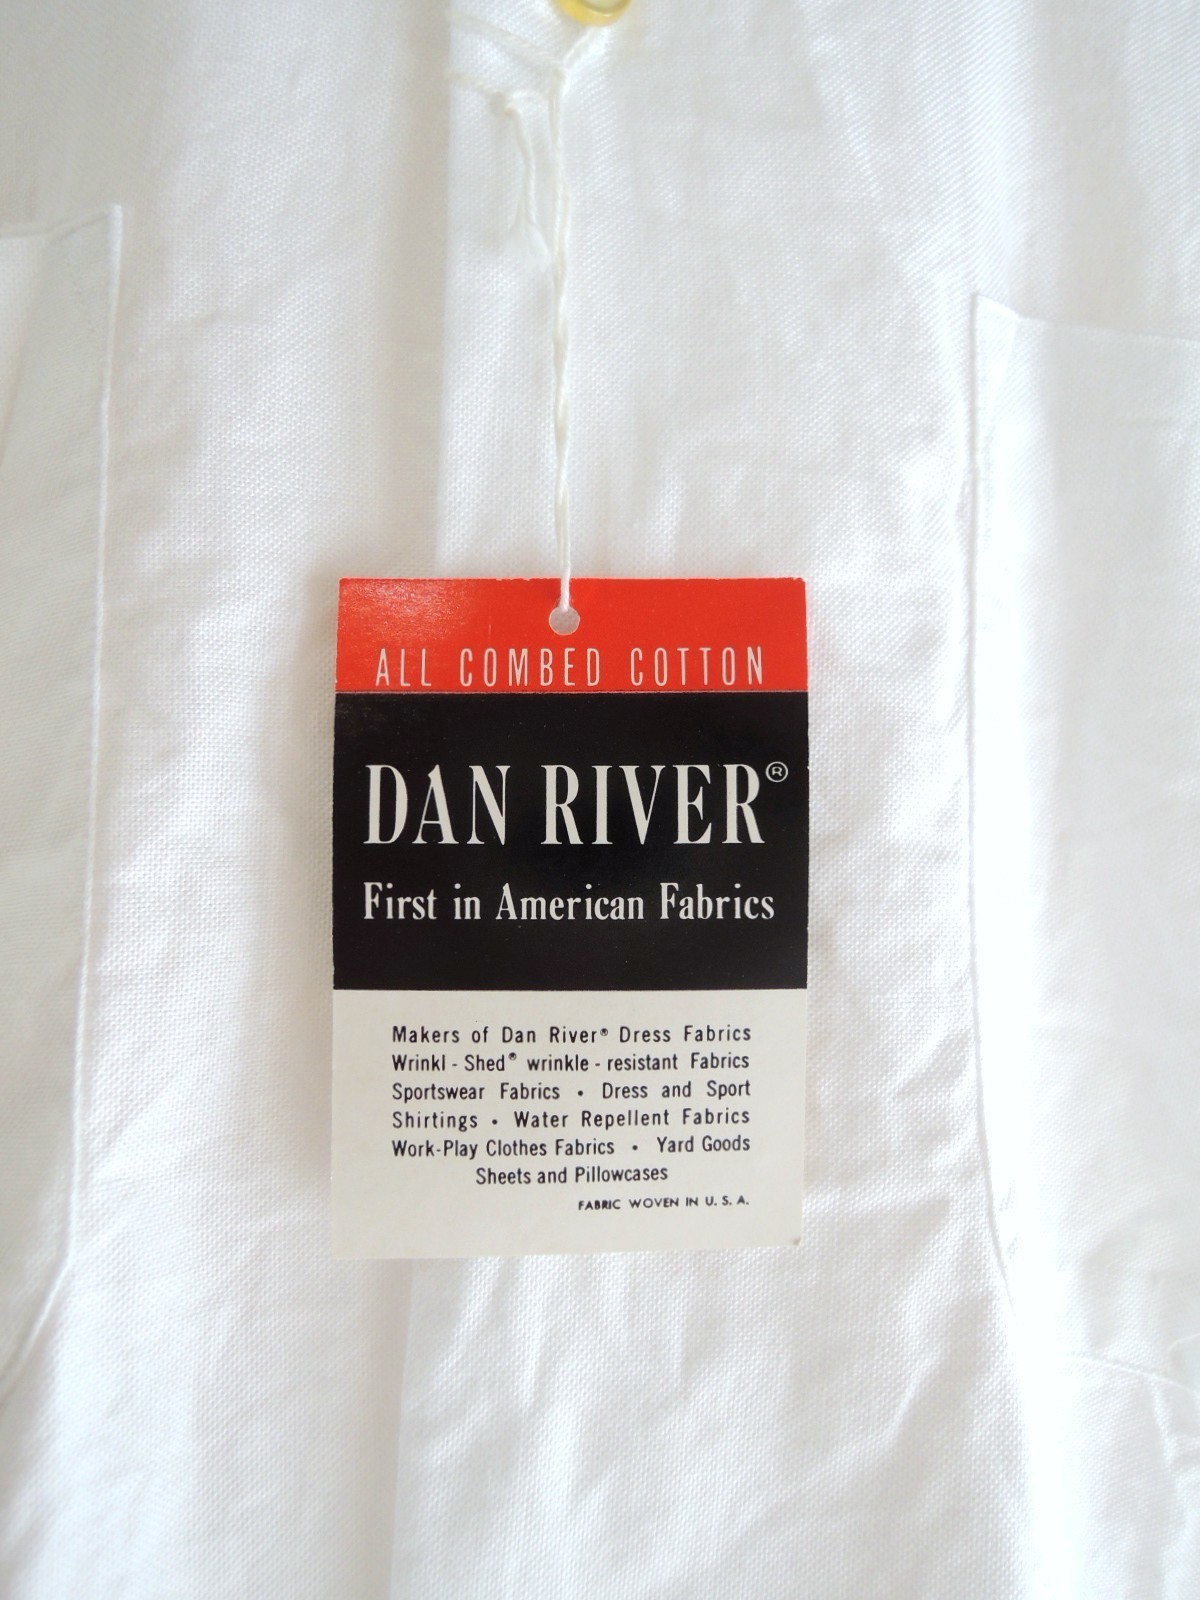 ALL COMBED COTTON
DAN RIVER®
First in American Fabrics
Makers of Dan River® Dress Fabrics
Wrinkl - Shed® wrinkle - resistant Fabrics
Sportswear Fabrics • Dress and Sport
Shirtings • Water Repellent Fabrics
Work-Play Clothes Fabrics • Yard Goods
Sheets and Pillowcases
FABRIC WOVEN IN U. S. A.